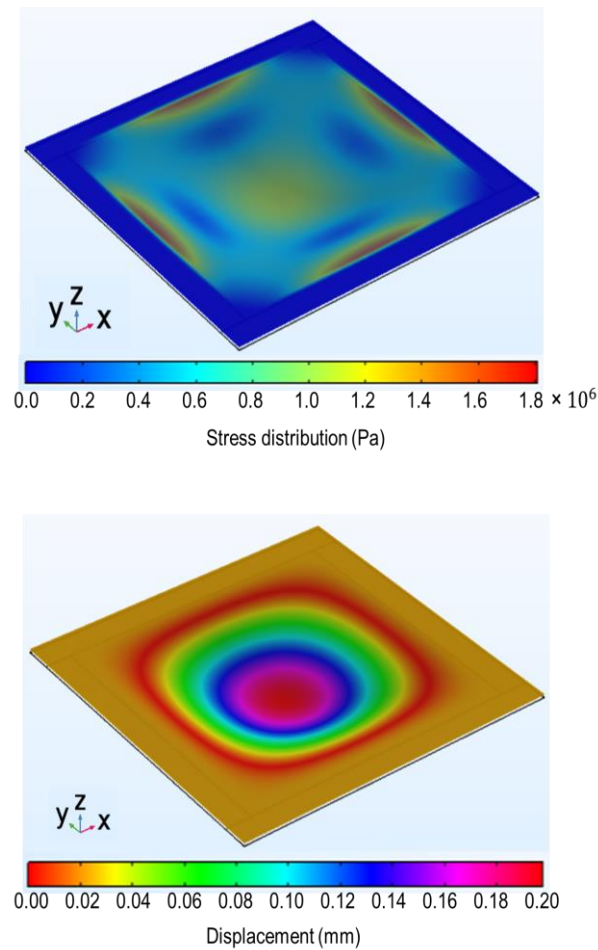 y z x
0.0 0.2 0.4 0.6 0.8 1.0 1.2 1.4 1.6 1.8 × 10⁶
Stress distribution (Pa)
y z x
0.00 0.02 0.04 0.06 0.08 0.10 0.12 0.14 0.16 0.18 0.20
Displacement (mm)